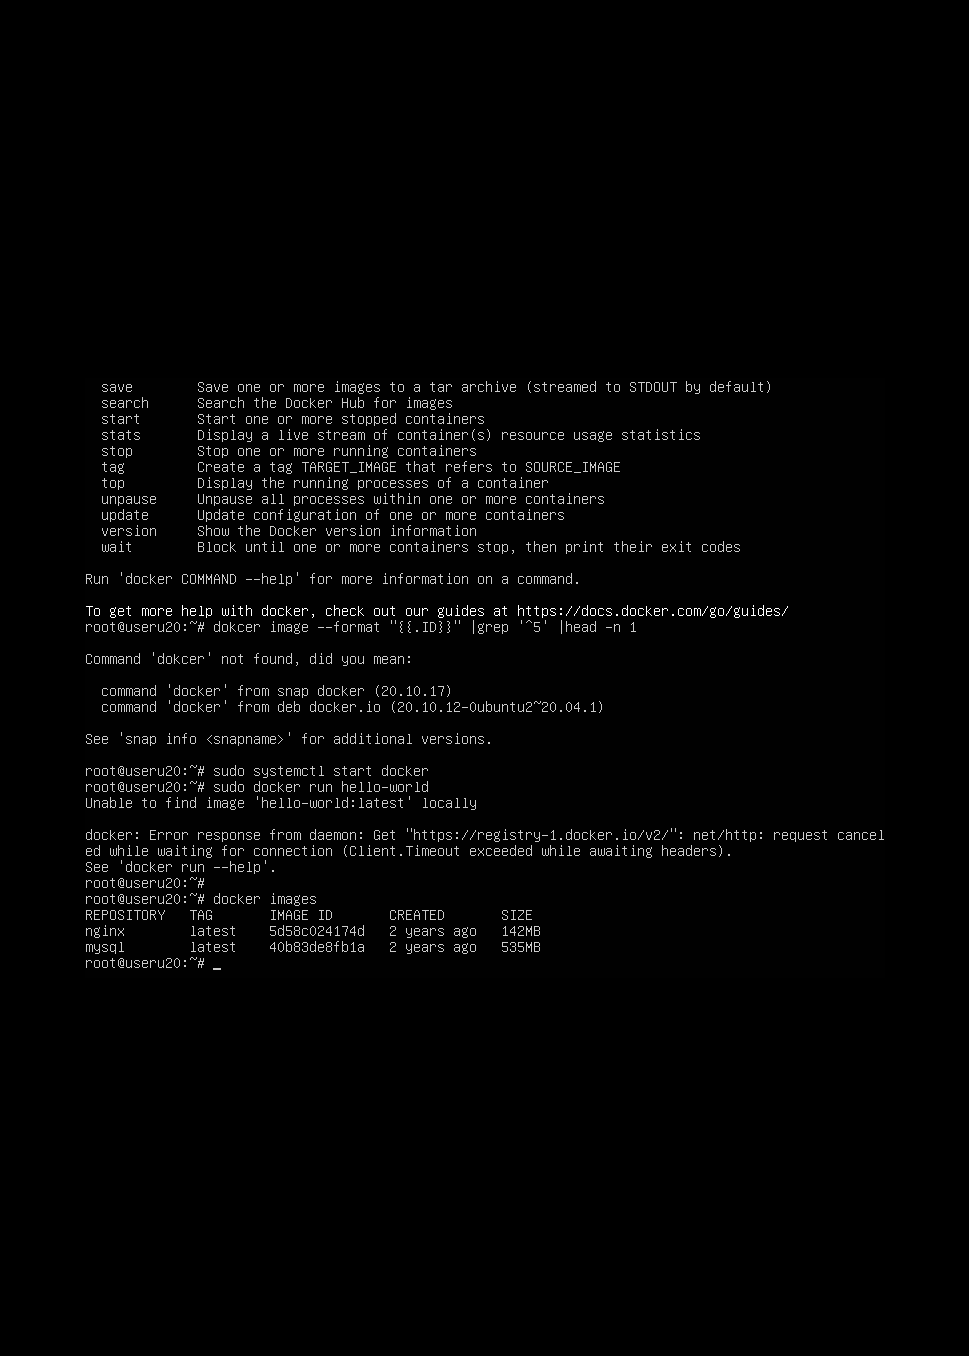 save        Save one or more images to a tar archive (streamed to STDOUT by default)
search      Search the Docker Hub for images
start       Start one or more stopped containers
stats       Display a live stream of container(s) resource usage statistics
stop        Stop one or more running containers
tag         Create a tag TARGET_IMAGE that refers to SOURCE_IMAGE
top         Display the running processes of a container
unpause     Unpause all processes within one or more containers
update      Update configuration of one or more containers
version     Show the Docker version information
wait        Block until one or more containers stop, then print their exit codes
Run 'docker COMMAND --help' for more information on a command.
To get more help with docker, check out our guides at https://docs.docker.com/go/guides/
root@useru20:~# dokcer image --format "{{.ID}}" |grep '^5' |head -n 1
Command 'dokcer' not found, did you mean:
command 'docker' from snap docker (20.10.17)
command 'docker' from deb docker.io (20.10.12-0ubuntu2~20.04.1)
See 'snap info <snapname>' for additional versions.
root@useru20:~# sudo systemctl start docker
root@useru20:~# sudo docker run hello-world
Unable to find image 'hello-world:latest' locally
docker: Error response from daemon: Get "https://registry-1.docker.io/v2/": net/http: request cancel
ed while waiting for connection (Client.Timeout exceeded while awaiting headers).
See 'docker run --help'.
root@useru20:~#
root@useru20:~# docker images
REPOSITORY   TAG       IMAGE ID       CREATED       SIZE
nginx        latest    5d58c024174d   2 years ago   142MB
mysql        latest    40b83de8fb1a   2 years ago   535MB
root@useru20:~# _